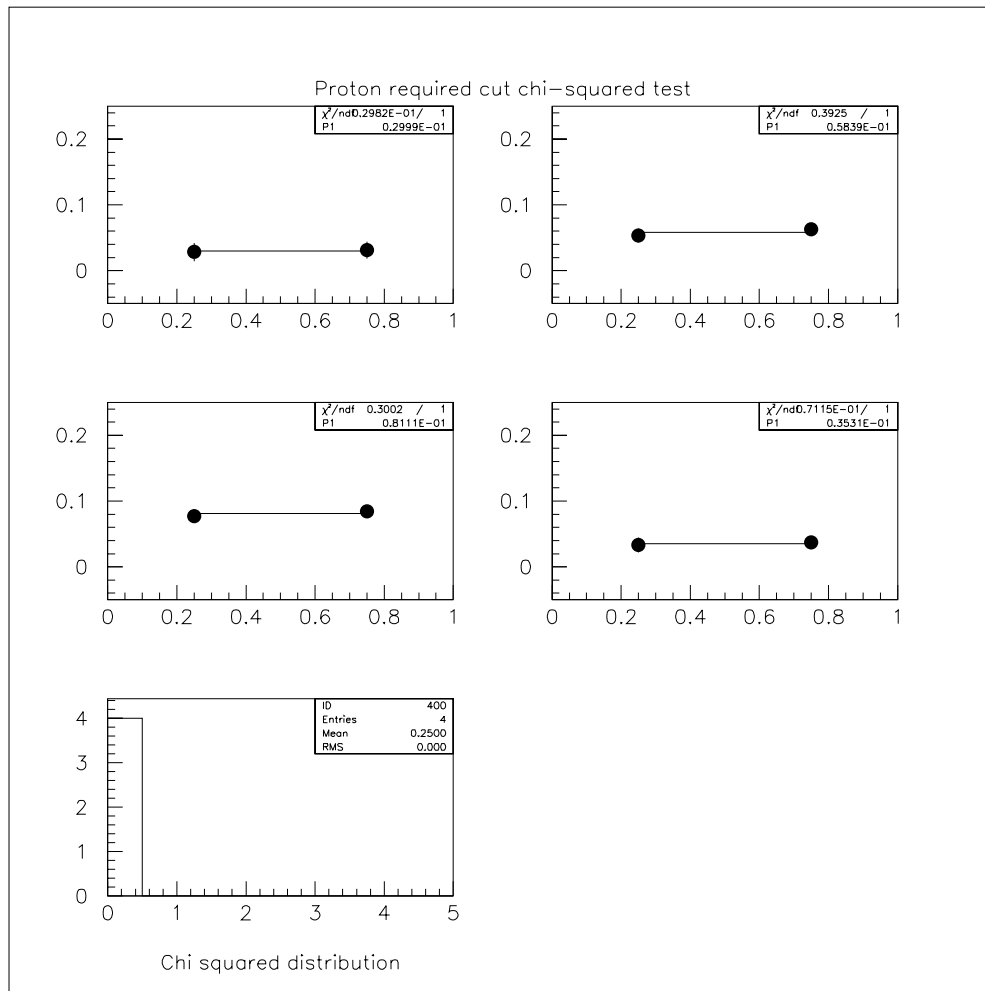 Proton required cut chi-squared test
χ²/ndf 0.2982E-01/ 1
P1 0.2999E-01
0.2
0.1
0
0 0.2 0.4 0.6 0.8 1
χ²/ndf 0.3925 / 1
P1 0.5839E-01
0.2
0.1
0
0 0.2 0.4 0.6 0.8 1
χ²/ndf 0.3002 / 1
P1 0.8111E-01
0.2
0.1
0
0 0.2 0.4 0.6 0.8 1
χ²/ndf 0.7115E-01/ 1
P1 0.3531E-01
0.2
0.1
0
0 0.2 0.4 0.6 0.8 1
ID 400
Entries 4
Mean 0.2500
RMS 0.000
4
3
2
1
0
0 1 2 3 4 5
Chi squared distribution